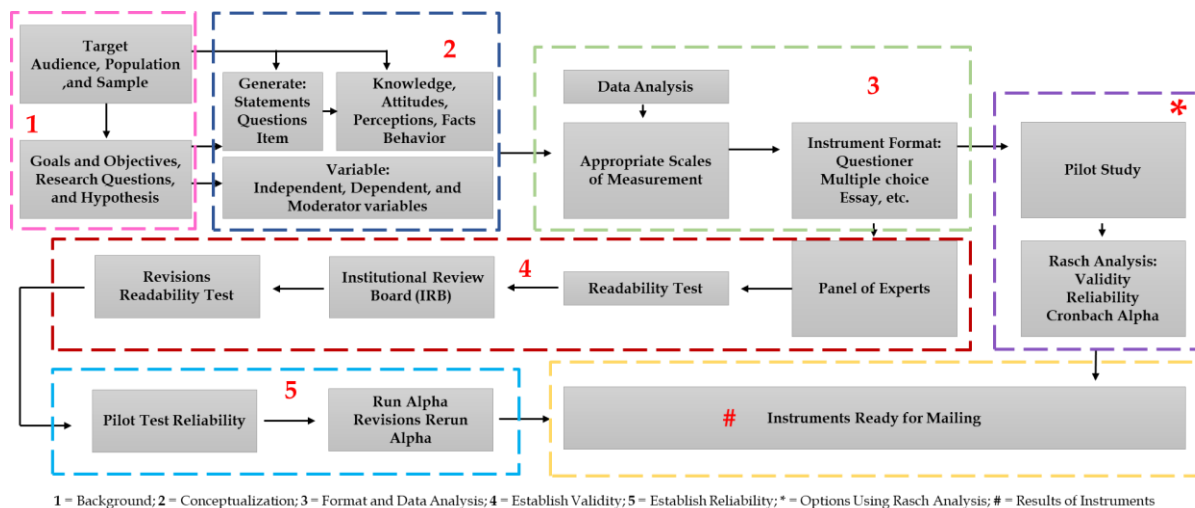 Target
Audience, Population
,and Sample
1
Goals and Objectives,
Research Questions,
and Hypothesis
2
Generate:
Statements
Questions
Item
Knowledge,
Attitudes,
Perceptions, Facts
Behavior
Variable:
Independent, Dependent, and
Moderator variables
3
Data Analysis
Appropriate Scales
of Measurement
Instrument Format:
Questioner
Multiple choice
Essay, etc.
*
Pilot Study
Rasch Analysis:
Validity
Reliability
Cronbach Alpha
Panel of Experts
Readability Test
4
Institutional Review
Board (IRB)
Revisions
Readability Test
5
Pilot Test Reliability
Run Alpha
Revisions Rerun
Alpha
# Instruments Ready for Mailing
1 = Background; 2 = Conceptualization; 3 = Format and Data Analysis; 4 = Establish Validity; 5 = Establish Reliability; * = Options Using Rasch Analysis; # = Results of Instruments